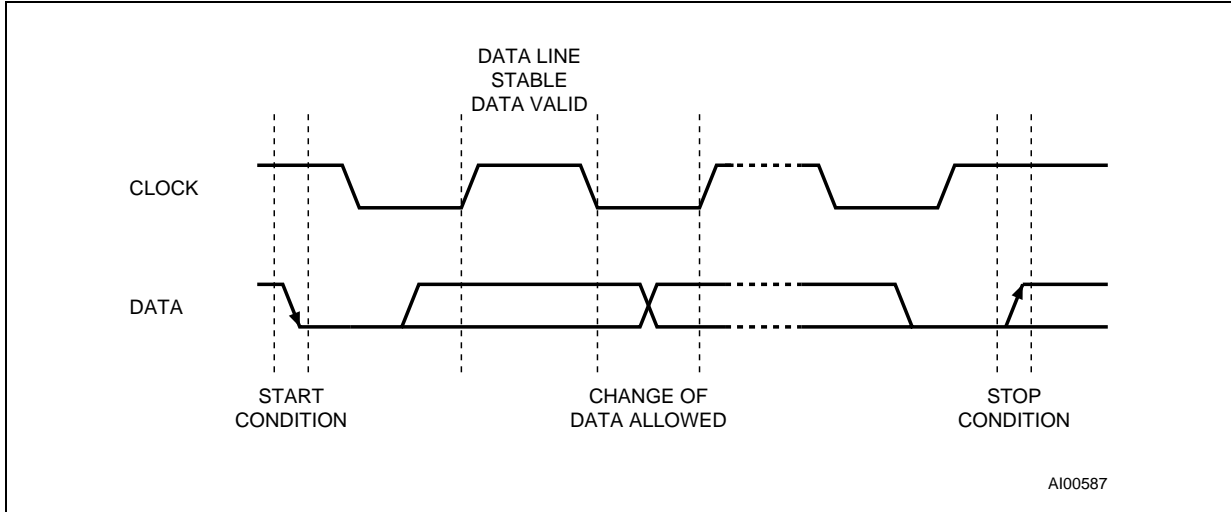 DATA LINE
STABLE
DATA VALID
CLOCK
DATA
START
CONDITION
CHANGE OF
DATA ALLOWED
STOP
CONDITION
AI00587